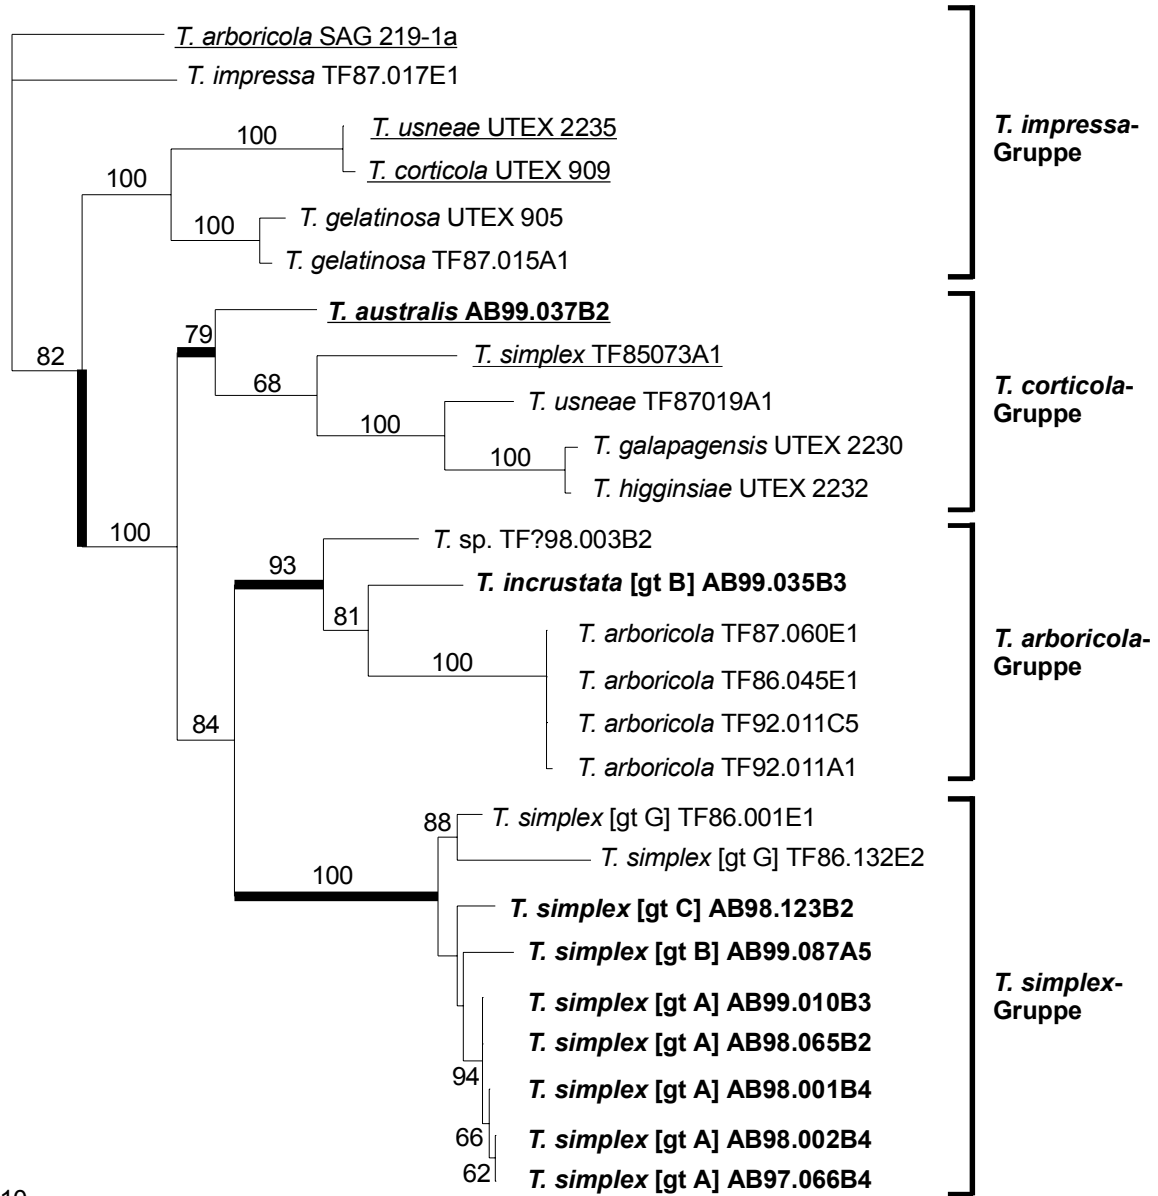 T. arboricola SAG 219-1a
T. impressa TF87.017E1
100
T. usneae UTEX 2235
T. corticola UTEX 909
100
100
T. gelatinosa UTEX 905
T. gelatinosa TF87.015A1
T. impressa-
Gruppe
T. australis AB99.037B2
79
82
T. simplex TF85073A1
68
T. usneae TF87019A1
100
T. galapagensis UTEX 2230
100
T. higginsiae UTEX 2232
T. corticola-
Gruppe
100
T. sp. TF?98.003B2
93
T. incrustata [gt B] AB99.035B3
81
T. arboricola TF87.060E1
100
T. arboricola TF86.045E1
T. arboricola TF92.011C5
T. arboricola TF92.011A1
T. arboricola-
Gruppe
84
88
T. simplex [gt G] TF86.001E1
T. simplex [gt G] TF86.132E2
100
T. simplex [gt C] AB98.123B2
T. simplex [gt B] AB99.087A5
T. simplex [gt A] AB99.010B3
T. simplex [gt A] AB98.065B2
94
T. simplex [gt A] AB98.001B4
66
T. simplex [gt A] AB98.002B4
62
T. simplex [gt A] AB97.066B4
T. simplex-
Gruppe